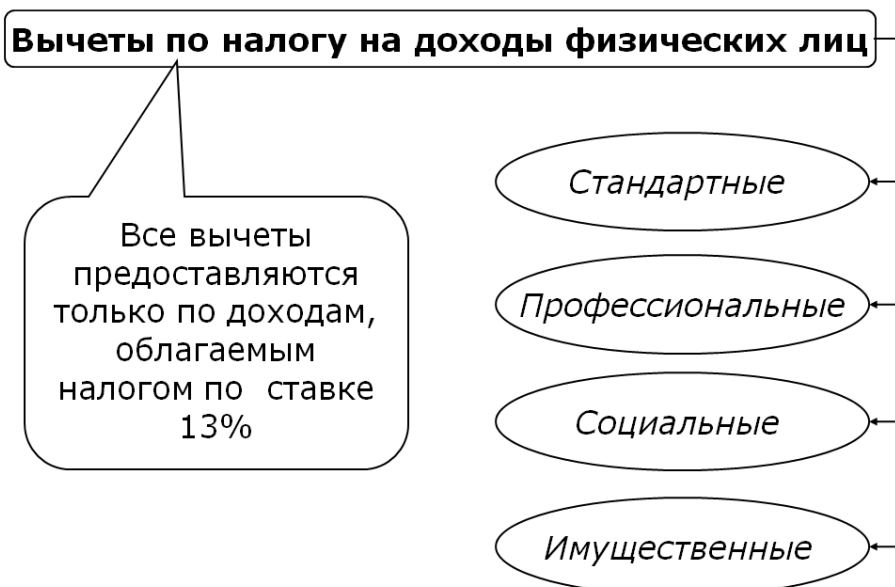 Вычеты по налогу на доходы физических лиц
Все вычеты
предоставляются
только по доходам,
облагаемым
налогом по ставке
13%
Стандартные
Профессиональные
Социальные
Имущественные